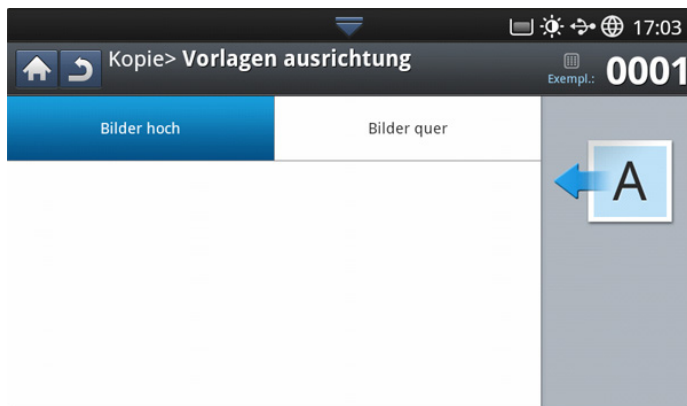 17:03
Kopie> Vorlagen ausrichtung
Exempl.: 0001
Bilder hoch
Bilder quer
A